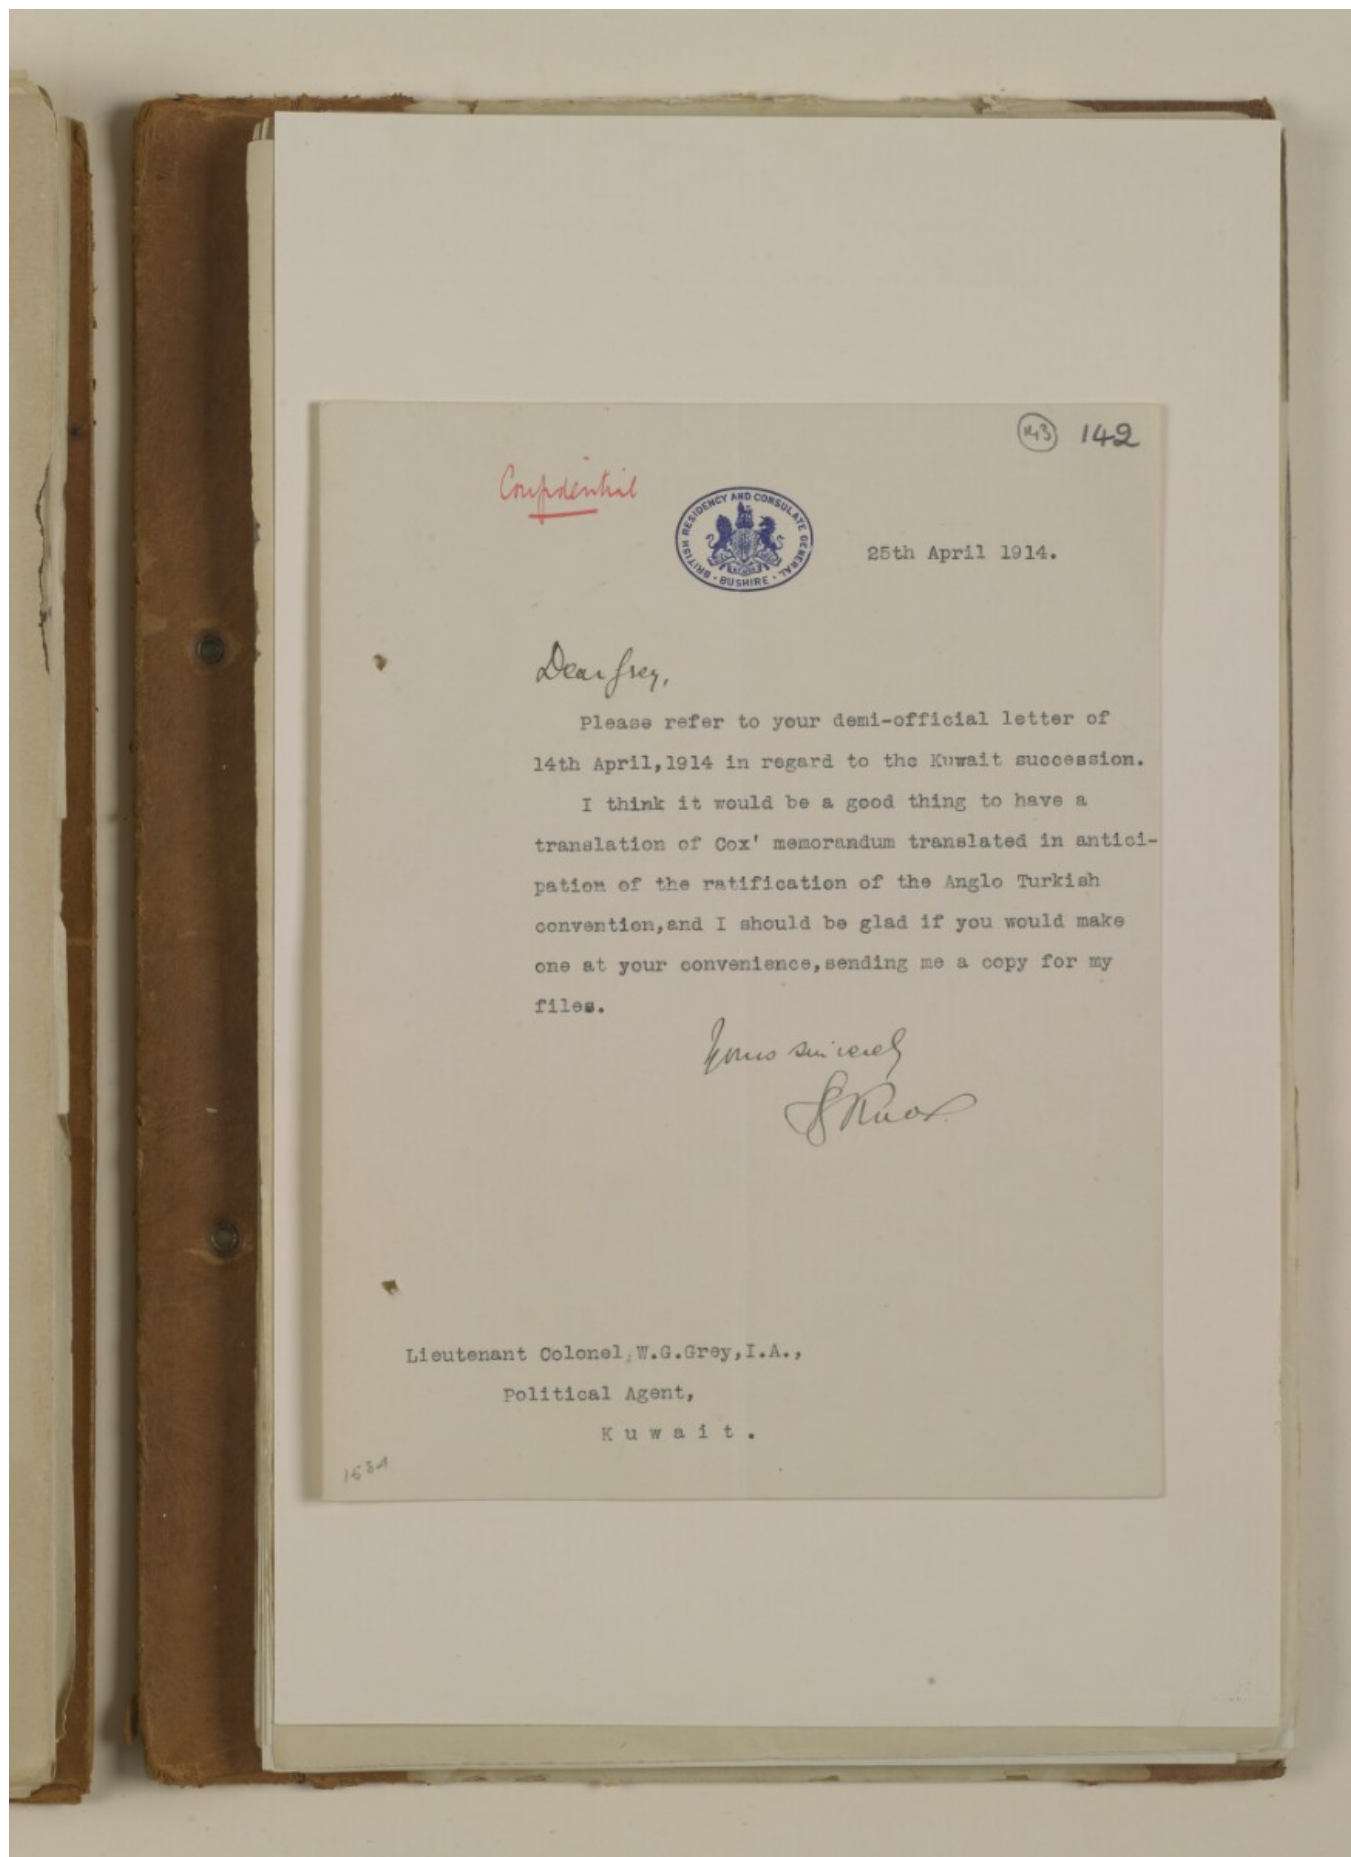 143 142
Confidential
BRITISH RESIDENCY AND CONSULATE GENERAL
· BUSHIRE ·
25th April 1914.
Dear Grey,
Please refer to your demi-official letter of
14th April,1914 in regard to the Kuwait succession.
I think it would be a good thing to have a
translation of Cox' memorandum translated in antici-
pation of the ratification of the Anglo Turkish
convention,and I should be glad if you would make
one at your convenience,sending me a copy for my
files.
Yours sincerely
SKnox.
Lieutenant Colonel,W.G.Grey,I.A.,
Political Agent,
Kuwait.